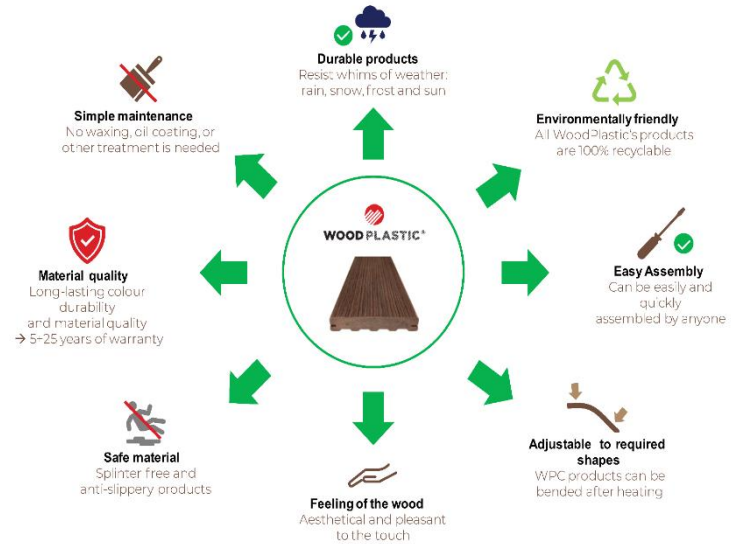 Durable products
Resist whims of weather:
rain, snow, frost and sun
Simple maintenance
No waxing, oil coating, or
other treatment is needed
Environmentally friendly
All WoodPlastic's products
are 100% recyclable
WOODPLASTIC®
Material quality
Long-lasting colour
durability
and material quality
→ 5÷25 years of warranty
Easy Assembly
Can be easily and
quickly
assembled by anyone
Safe material
Splinter free and
anti-slippery products
Feeling of the wood
Aesthetical and pleasant
to the touch
Adjustable to required
shapes
WPC products can be
bended after heating